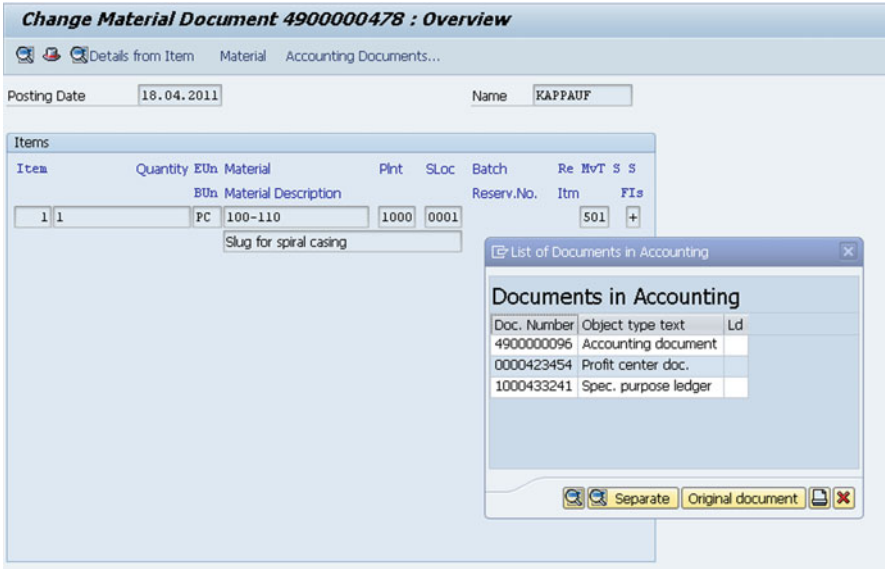 Change Material Document 4900000478 : Overview
Details from Item Material Accounting Documents...
Posting Date 18.04.2011 Name KAPPAUF
Items
Item Quantity EUn Material Plnt SLoc Batch Re MvT S S
BUn Material Description Reserv.No. Itm FIs
1 1 PC 100-110 1000 0001 501 +
Slug for spiral casing
List of Documents in Accounting
Documents in Accounting
Doc. Number Object type text Ld
4900000096 Accounting document
0000423454 Profit center doc.
1000433241 Spec. purpose ledger
Separate Original document